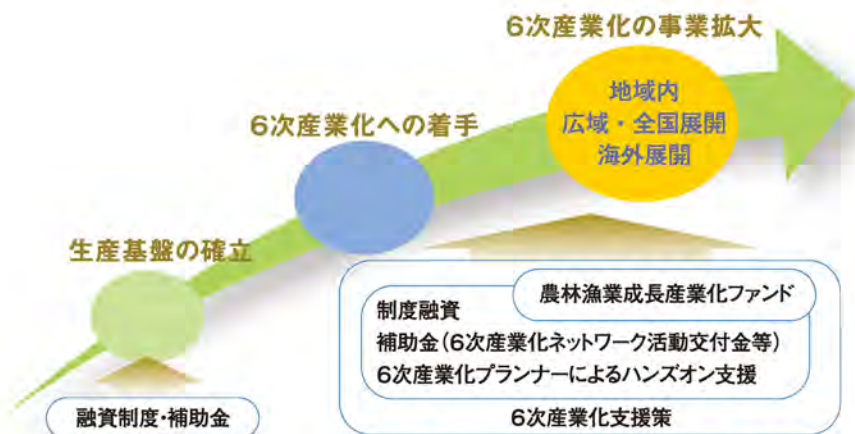 6次産業化の事業拡大
地域内
広域・全国展開
海外展開
6次産業化への着手
生産基盤の確立
農林漁業成長産業化ファンド
制度融資
補助金（6次産業化ネットワーク活動交付金等）
6次産業化プランナーによるハンズオン支援
6次産業化支援策
融資制度・補助金